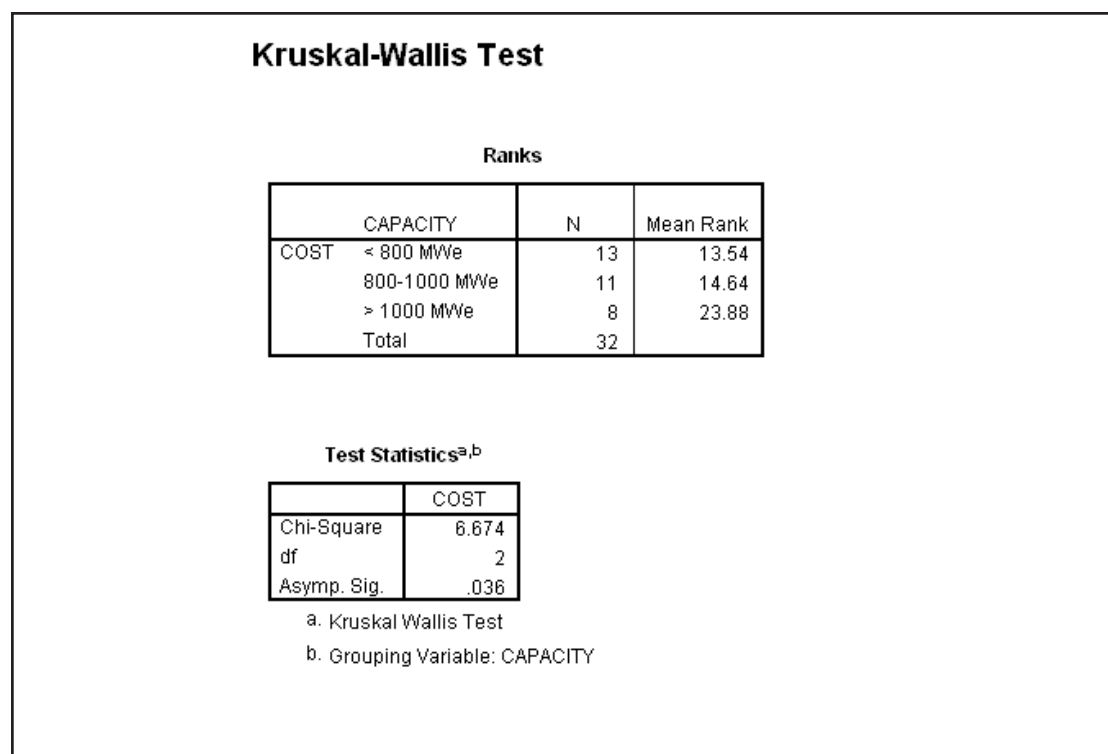 Kruskal-Wallis Test
Ranks
CAPACITY N Mean Rank
COST < 800 MWe 13 13.54
800-1000 MWe 11 14.64
> 1000 MWe 8 23.88
Total 32
Test Statisticsa,b
COST
Chi-Square 6.674
df 2
Asymp. Sig. .036
a. Kruskal Wallis Test
b. Grouping Variable: CAPACITY